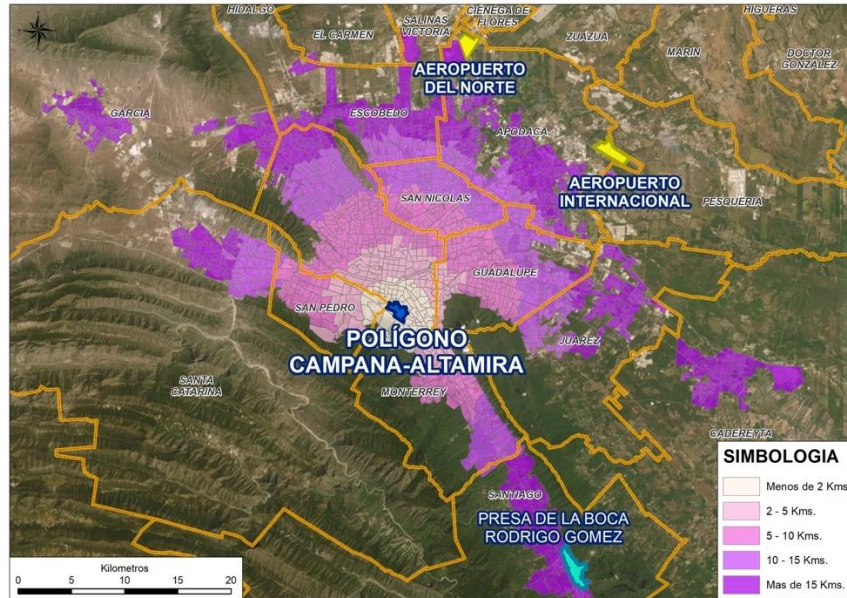 HIDALGO
SALINAS
VICTORIA
CIÉNEGA DE
FLORES
HIGUERAS
EL CARMEN
ZUAZUA
MARIN
DOCTOR
GONZALEZ
AEROPUERTO
DEL NORTE
GARCIA
ESCOBEDO
APODACA
AEROPUERTO
INTERNACIONAL
SAN NICOLAS
PESQUERIA
GUADALUPE
SAN PEDRO
POLÍGONO
CAMPANA-ALTAMIRA
JUAREZ
SANTA
CATARINA
MONTERREY
CADEREYTA
SANTIAGO
PRESA DE LA BOCA
RODRIGO GOMEZ
SIMBOLOGIA
Menos de 2 Kms.
2 - 5 Kms.
5 - 10 Kms.
10 - 15 Kms.
Mas de 15 Kms.
Kilometros
0 5 10 15 20